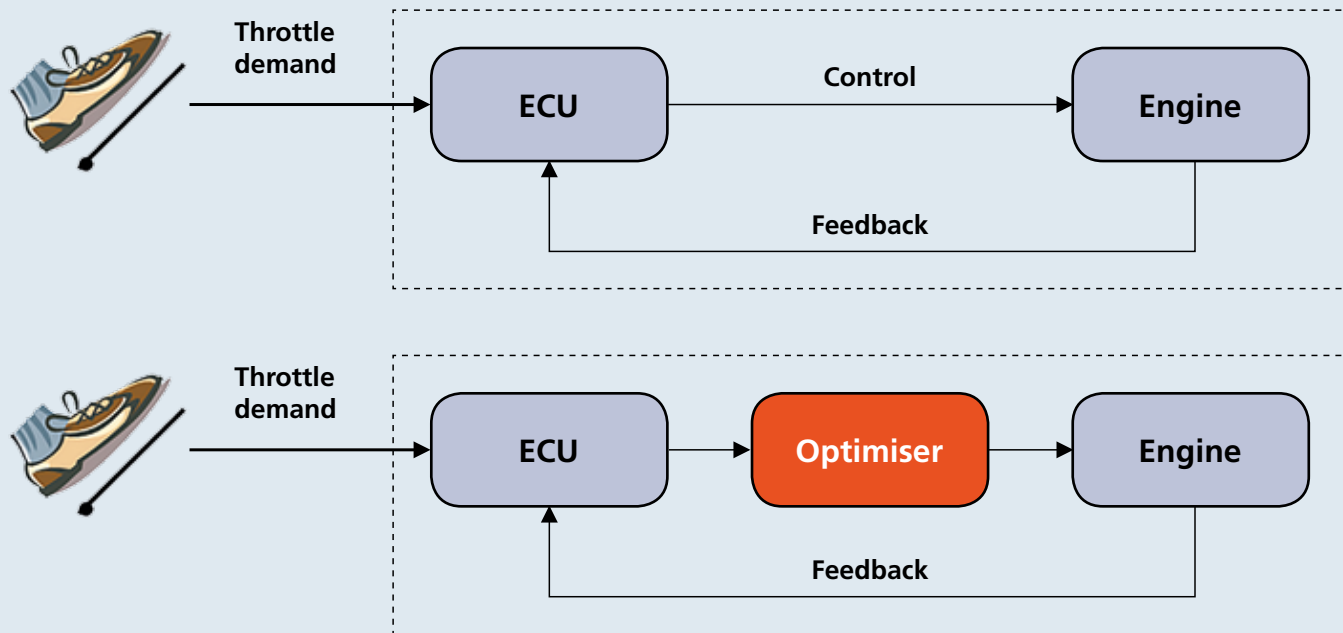 Throttle
demand
ECU
Control
Engine
Feedback
Throttle
demand
ECU
Optimiser
Engine
Feedback